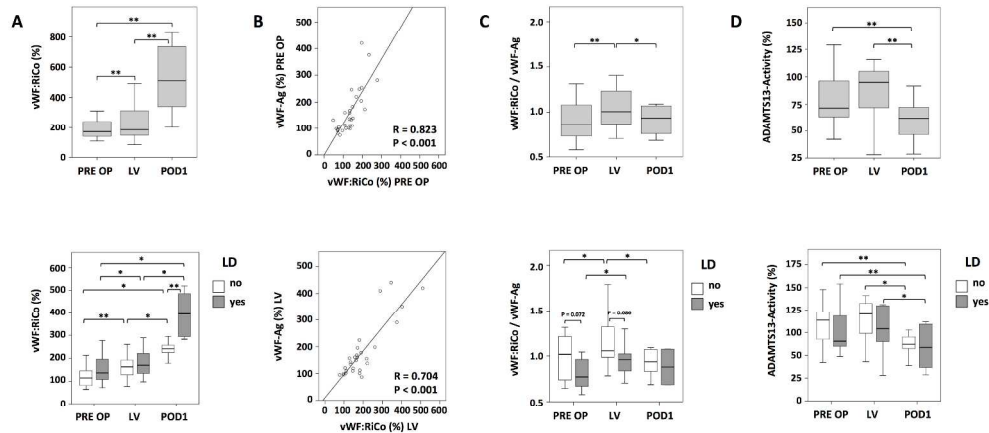 A
**
**
**
800
600
400
200
0
vWF:RiCo (%)
PRE OP LV POD1
B
500
400
300
200
100
0
vWF-Ag (%) PRE OP
R = 0.823
P < 0.001
0 100 200 300 400 500 600
vWF:RiCo (%) PRE OP
C
2.0
1.5
1.0
0.5
vWF:RiCo / vWF-Ag
** *
PRE OP LV POD1
D
150
125
100
75
50
25
ADAMTS13-Activity (%)
**
**
PRE OP LV POD1
600
500
400
300
200
100
0
vWF:RiCo (%)
*
* *
* **
** *
PRE OP LV POD1
LD
no
yes
500
400
300
200
100
0
vWF-Ag (%) LV
R = 0.704
P < 0.001
0 100 200 300 400 500 600
vWF:RiCo (%) LV
2.0
1.5
1.0
0.5
vWF:RiCo / vWF-Ag
* *
*
P = 0.072
PRE OP LV POD1
LD
no
yes
ADAMTS13-Activity (%)
150
125
**
**
*
*
PRE OP LV POD1
LD
no
yes